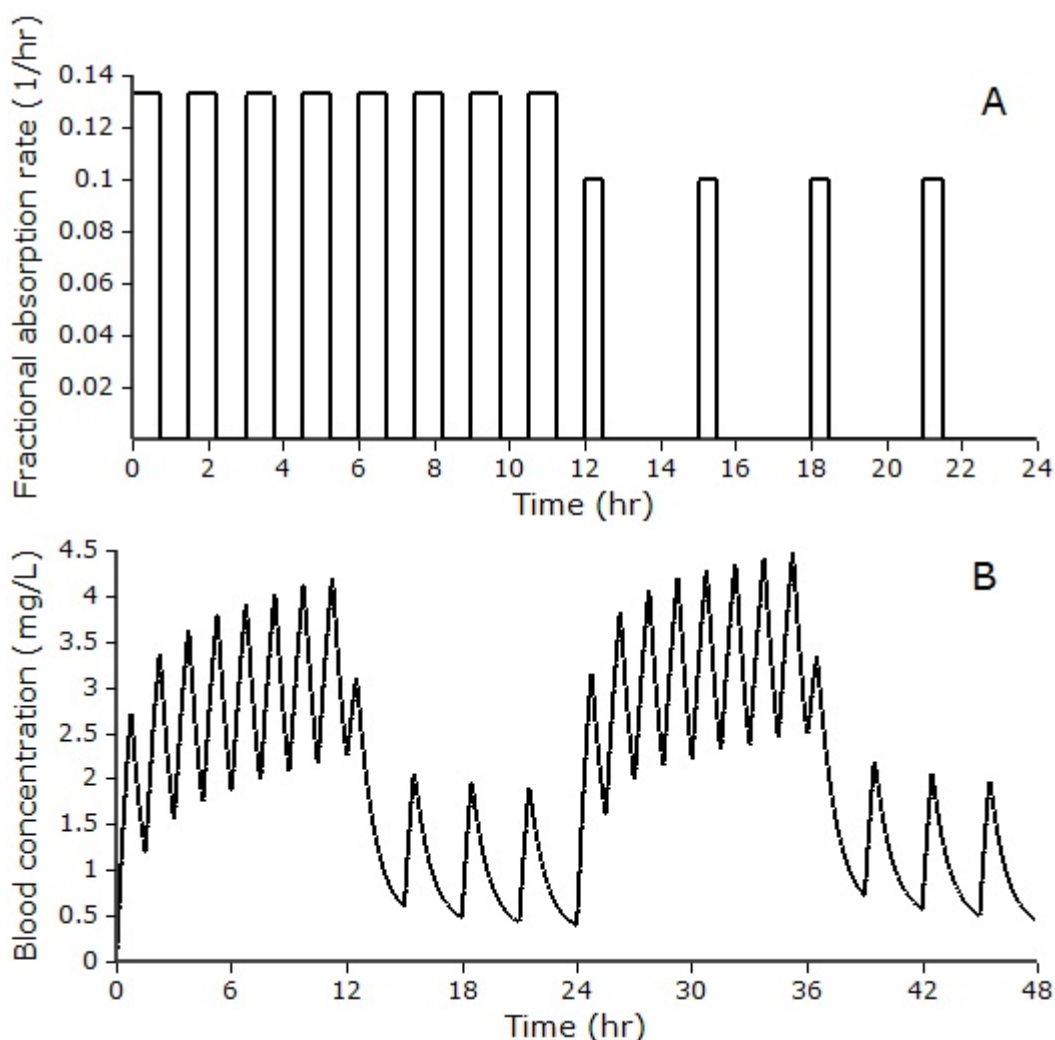 Fractional absorption rate (1/hr)
0.14
0.12
0.1
0.08
0.06
0.04
0.02
A
0 2 4 6 8 10 12 14 16 18 20 22 24
Time (hr)
Blood concentration (mg/L)
4.5
4
3.5
3
2.5
2
1.5
1
0.5
0
B
0 6 12 18 24 30 36 42 48
Time (hr)